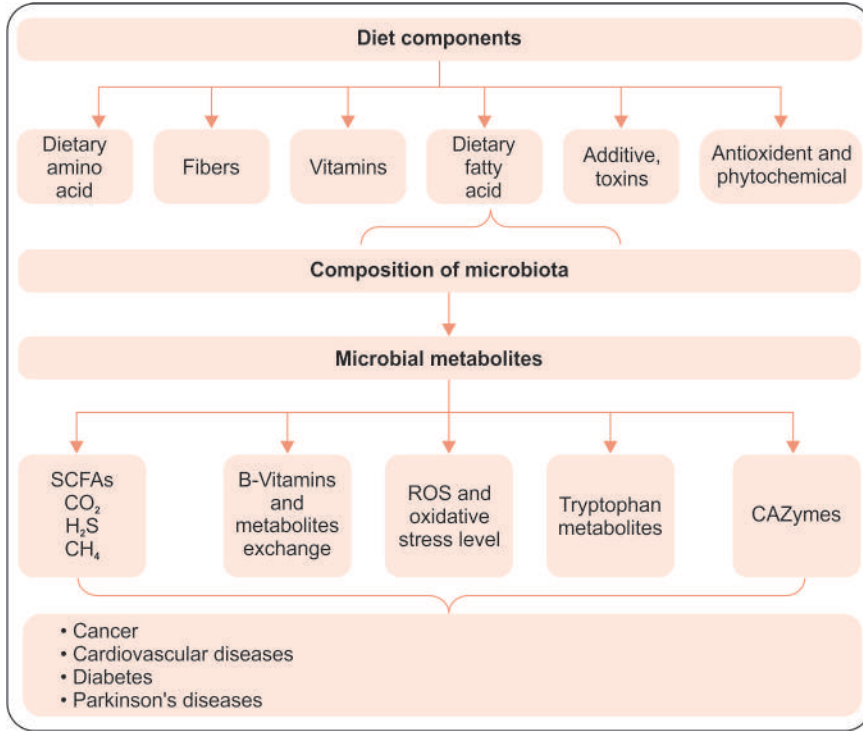 Diet components
Dietary
amino
acid
Fibers
Vitamins
Dietary
fatty
acid
Additive,
toxins
Antioxident and
phytochemical
Composition of microbiota
Microbial metabolites
SCFAs
CO₂
H₂S
CH₄
B-Vitamins
and
metabolites
exchange
ROS and
oxidative
stress level
Tryptophan
metabolites
CAZymes
• Cancer
• Cardiovascular diseases
• Diabetes
• Parkinson's diseases